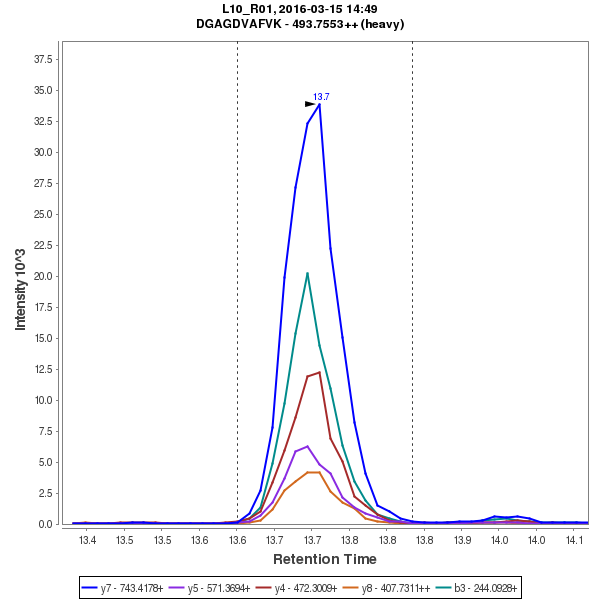 L10_R01, 2016-03-15 14:49
DGAGDVAFVK - 493.7553++ (heavy)
13.7
37.5
35.0
32.5
30.0
27.5
25.0
22.5
20.0
17.5
15.0
12.5
10.0
7.5
5.0
2.5
0.0
Intensity 10^3
13.4 13.5 13.5 13.6 13.6 13.7 13.7 13.8 13.8 13.9 13.9 14.0 14.0 14.1
Retention Time
y7 - 743.4178+ y5 - 571.3694+ y4 - 472.3009+ y8 - 407.7311++ b3 - 244.0928+